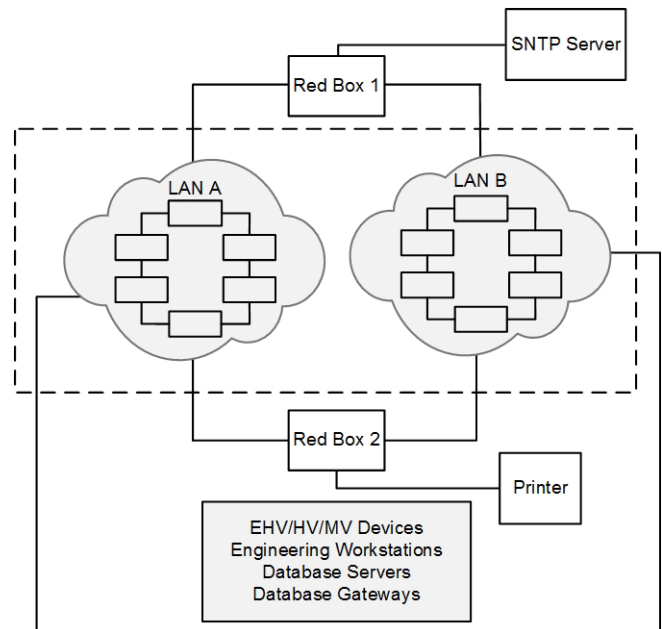 SNTP Server
Red Box 1
LAN A
LAN B
Red Box 2
Printer
EHV/HV/MV Devices
Engineering Workstations
Database Servers
Database Gateways